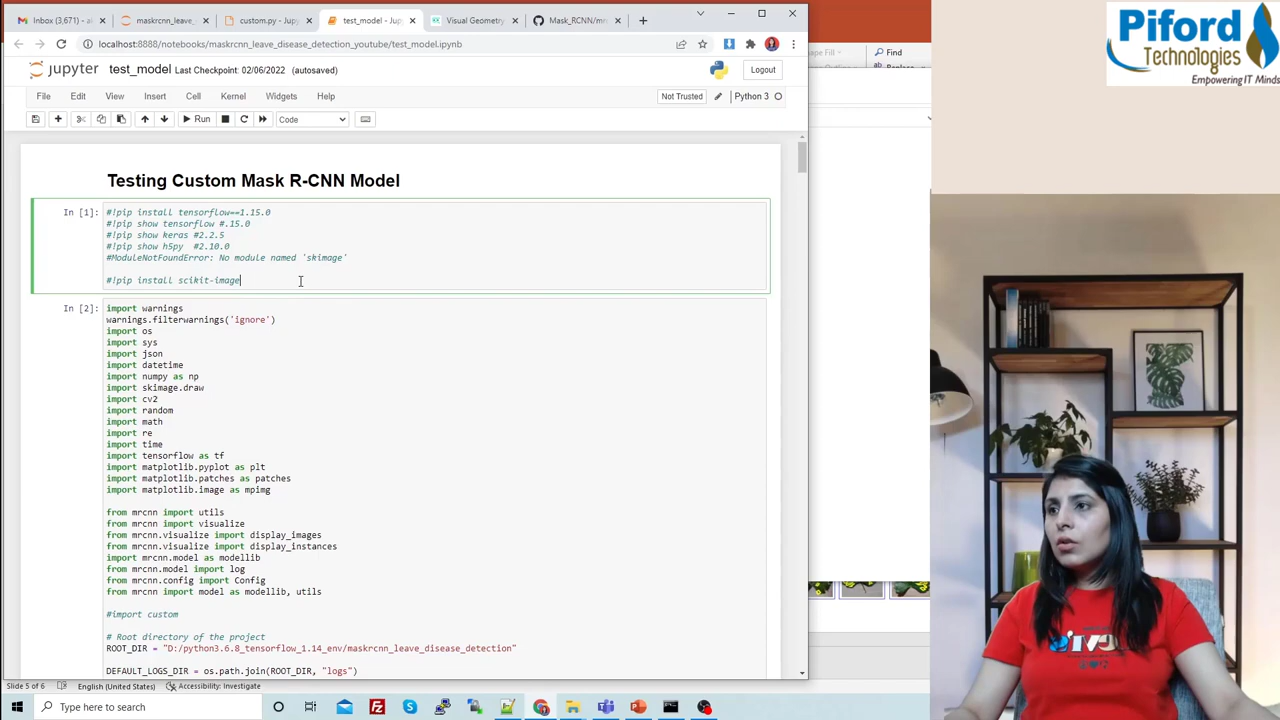 Inbox (3,671) - a
maskrcnn_leave_
custom.py - Jupy
test_model - Jup
Visual Geometry
Mask_RCNN/mr
localhost:8888/notebooks/maskrcnn_leave_disease_detection_youtube/test_model.ipynb
jupyter test_model Last Checkpoint: 02/06/2022 (autosaved)
Logout
File Edit View Insert Cell Kernel Widgets Help
Not Trusted
Python 3
Run
Code
Testing Custom Mask R-CNN Model
In [1]:
#!pip install tensorflow==1.15.0
#!pip show tensorflow #.15.0
#!pip show keras #2.2.5
#!pip show h5py  #2.10.0
#ModuleNotFoundError: No module named 'skimage'
#!pip install scikit-image
In [2]:
import warnings
warnings.filterwarnings('ignore')
import os
import sys
import json
import datetime
import numpy as np
import skimage.draw
import cv2
import random
import math
import re
import time
import tensorflow as tf
import matplotlib.pyplot as plt
import matplotlib.patches as patches
import matplotlib.image as mpimg
from mrcnn import utils
from mrcnn import visualize
from mrcnn.visualize import display_images
from mrcnn.visualize import display_instances
import mrcnn.model as modellib
from mrcnn.model import log
from mrcnn.config import Config
from mrcnn import model as modellib, utils
#import custom
# Root directory of the project
ROOT_DIR = "D:/python3.6.8_tensorflow_1.14_env/maskrcnn_leave_disease_detection"
DEFAULT_LOGS_DIR = os.path.join(ROOT_DIR, "logs")
Slide 5 of 6
English (United States)
Accessibility: Investigate
Type here to search
ape Fill
Find
Piford
Technologies
Empowering IT Minds